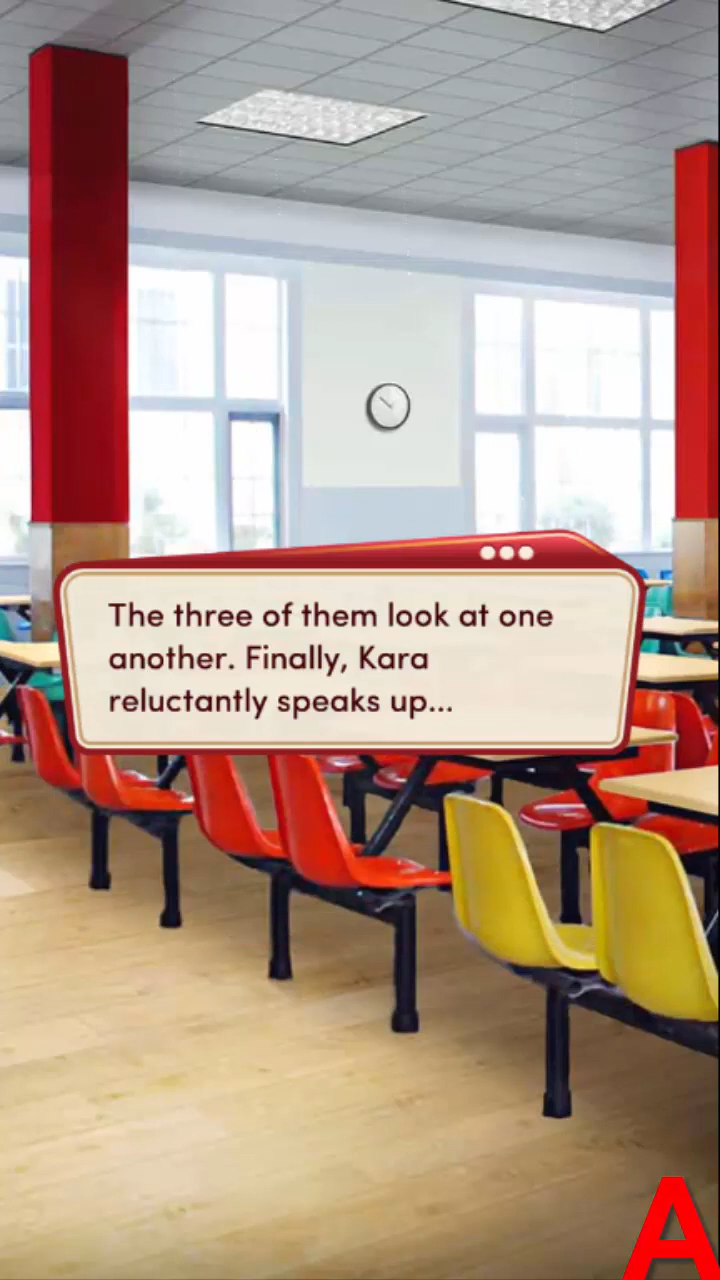 The three of them look at one
another. Finally, Kara
reluctantly speaks up...
A